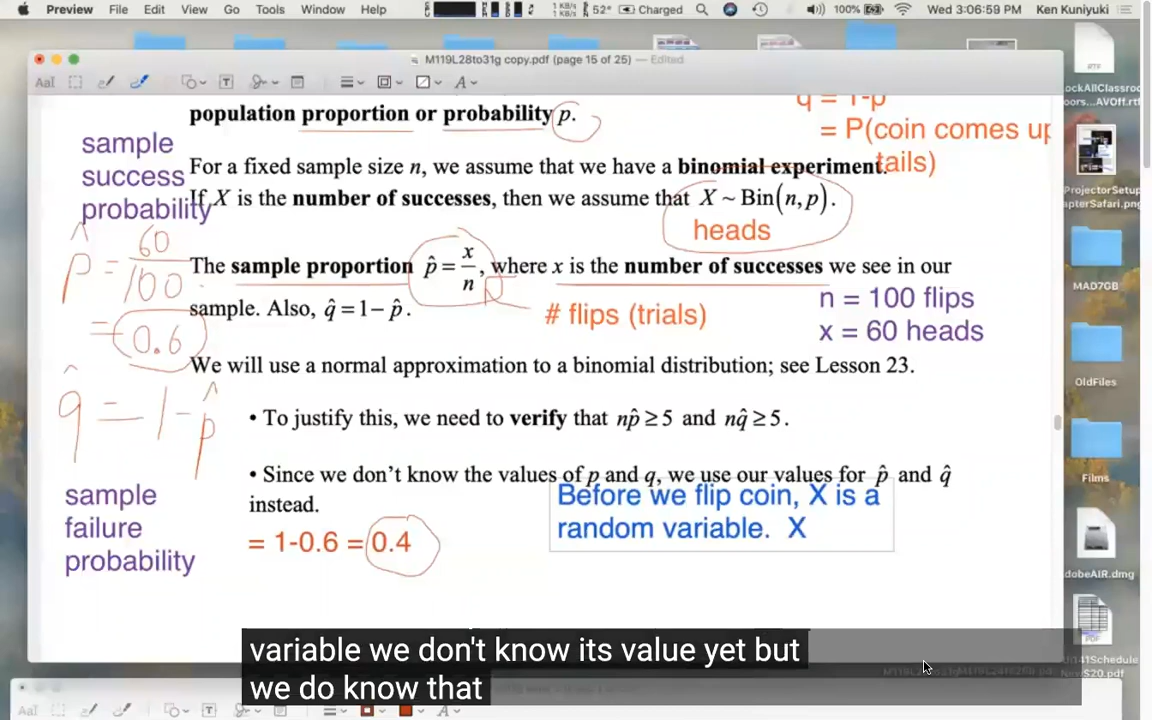 Preview File Edit View Go Tools Window Help
52° Charged 100% Wed 3:06:59 PM Ken Kuniyuki
M119L28to31g copy.pdf (page 15 of 25) — Edited
population proportion or probability p.
q = 1-p
= P(coin comes up
tails)
sample
success
probability
For a fixed sample size n, we assume that we have a binomial experiment.
If X is the number of successes, then we assume that X ~ Bin(n, p).
heads
p̂ = 60/100
= 0.6
The sample proportion p̂ = x/n, where x is the number of successes we see in our
sample. Also, q̂ = 1 – p̂.
# flips (trials)
n = 100 flips
x = 60 heads
We will use a normal approximation to a binomial distribution; see Lesson 23.
q̂ = 1 - p̂
• To justify this, we need to verify that np̂ ≥ 5 and nq̂ ≥ 5.
• Since we don't know the values of p and q, we use our values for p̂ and q̂
instead.
= 1-0.6 = 0.4
sample
failure
probability
Before we flip coin, X is a
random variable. X
variable we don't know its value yet but
we do know that
ProjectorSetup
MAD7GB
OldFiles
Films
dobeAIR.dmg